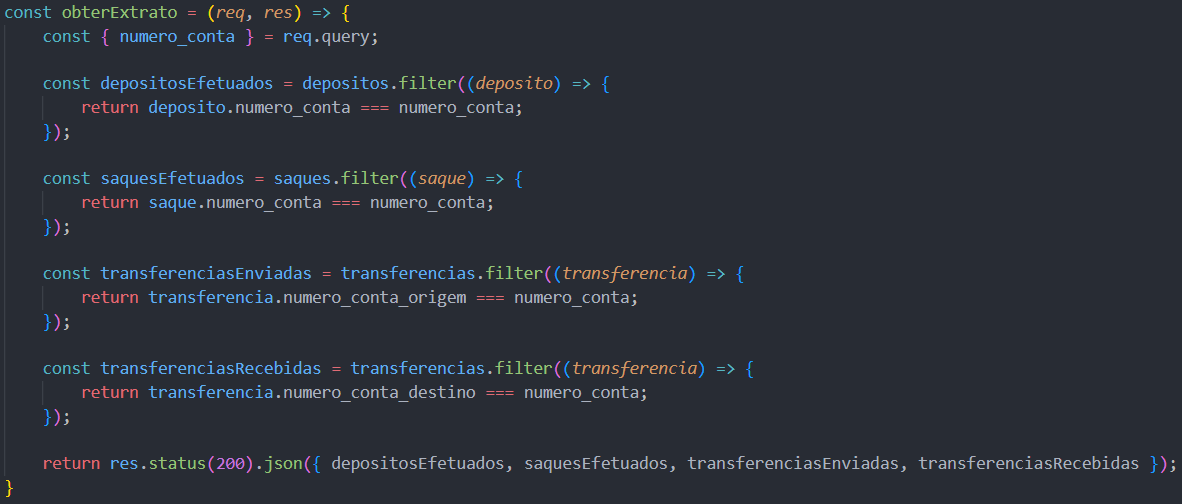 const obterExtrato = (req, res) => {
    const { numero_conta } = req.query;

    const depositosEfetuados = depositos.filter((deposito) => {
        return deposito.numero_conta === numero_conta;
    });

    const saquesEfetuados = saques.filter((saque) => {
        return saque.numero_conta === numero_conta;
    });

    const transferenciasEnviadas = transferencias.filter((transferencia) => {
        return transferencia.numero_conta_origem === numero_conta;
    });

    const transferenciasRecebidas = transferencias.filter((transferencia) => {
        return transferencia.numero_conta_destino === numero_conta;
    });

    return res.status(200).json({ depositosEfetuados, saquesEfetuados, transferenciasEnviadas, transferenciasRecebidas });
}